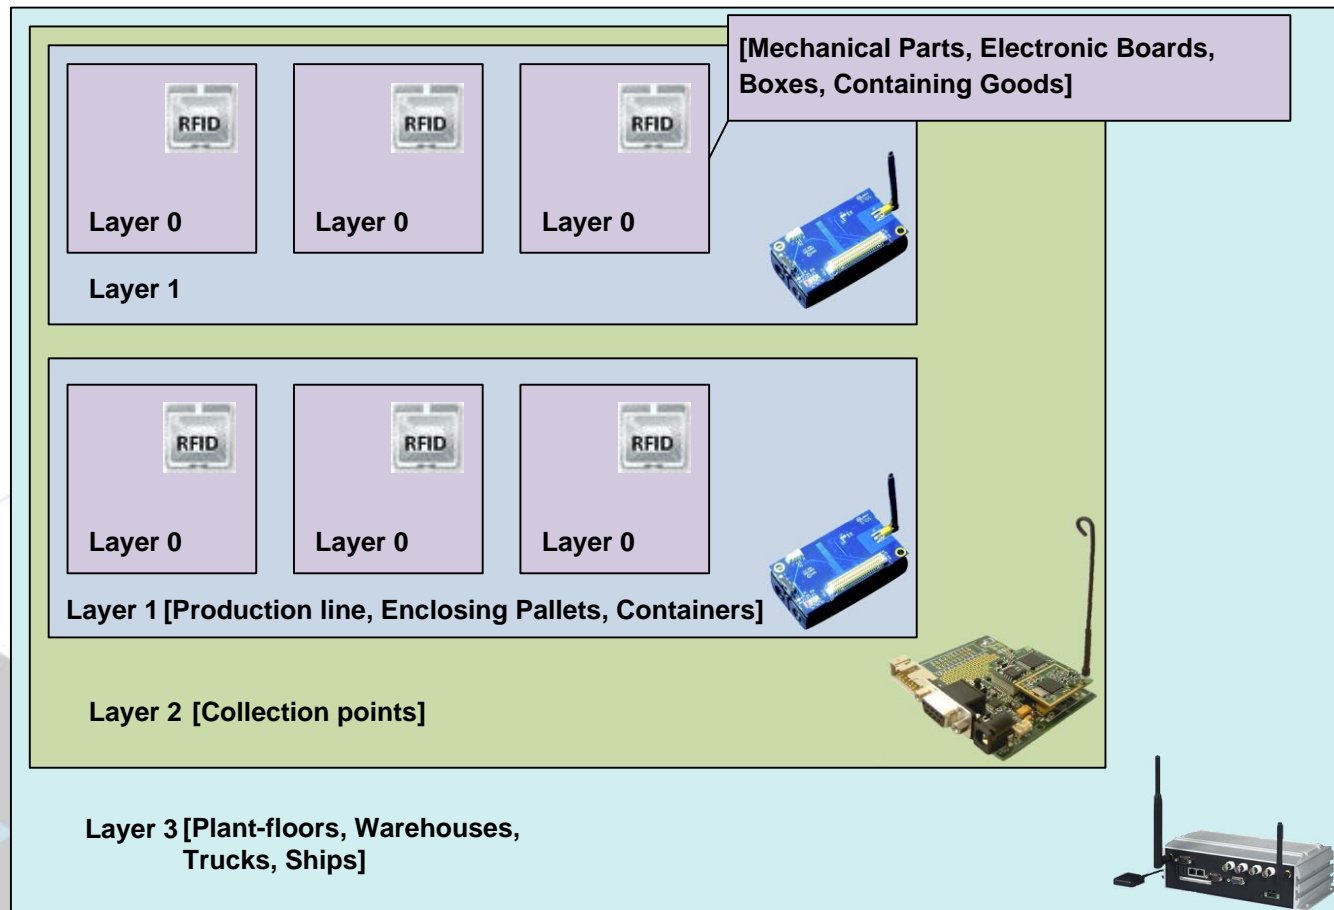 [Mechanical Parts, Electronic Boards,
Boxes, Containing Goods]
RFID RFID RFID
Layer 0 Layer 0 Layer 0
Layer 1
RFID RFID RFID
Layer 0 Layer 0 Layer 0
Layer 1 [Production line, Enclosing Pallets, Containers]
Layer 2 [Collection points]
Layer 3 [Plant-floors, Warehouses,
Trucks, Ships]